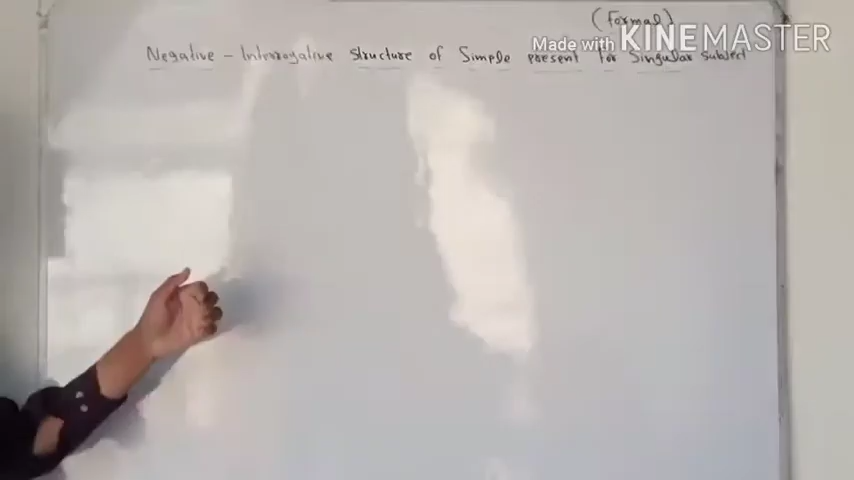 (Formal)
Made with KINEMASTER
Negative - Interrogative structure of Simple present for Singular subject